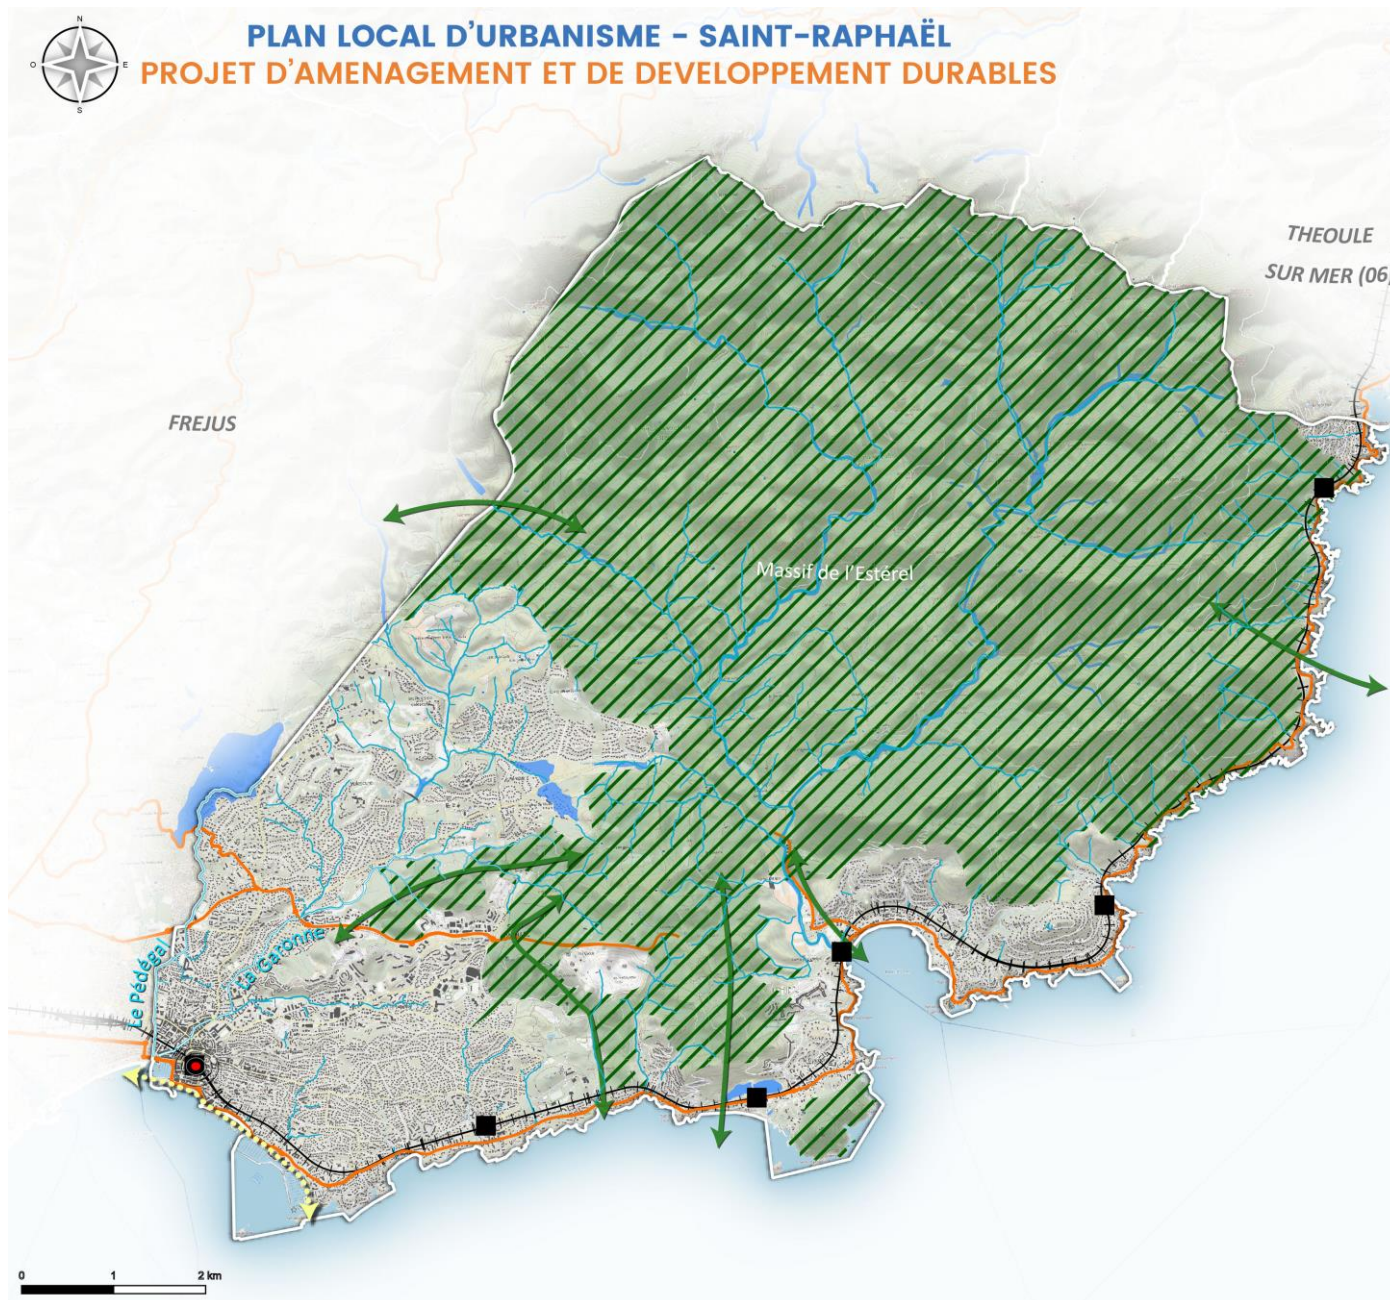 N
PLAN LOCAL D'URBANISME - SAINT-RAPHAËL
O
E
PROJET D'AMENAGEMENT ET DE DEVELOPPEMENT DURABLES
S
THEOULE
SUR MER (06)
FREJUS
Massif de l'Estérel
La Garonne
Le Pédégal
0 1 2 km